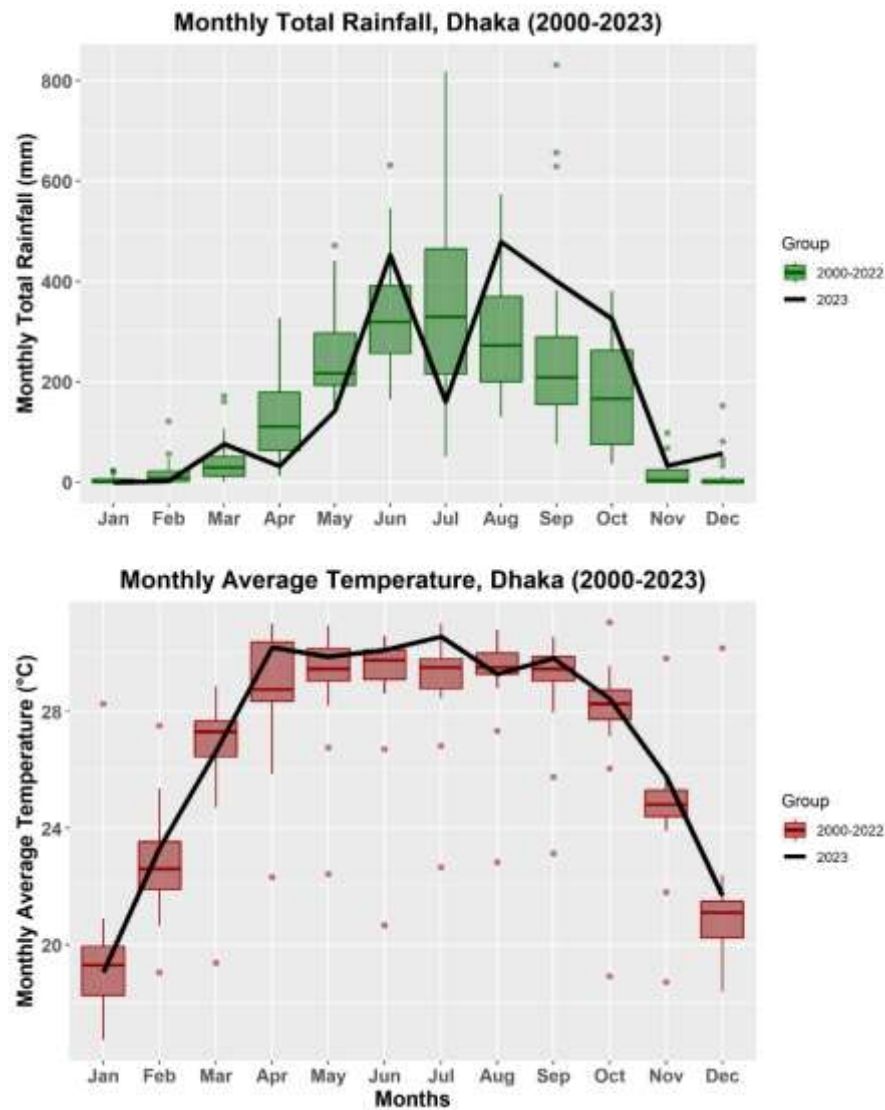 Monthly Total Rainfall, Dhaka (2000-2023)
Monthly Total Rainfall (mm)
800
600
400
200
0
Jan Feb Mar Apr May Jun Jul Aug Sep Oct Nov Dec
Group
2000-2022
2023
Monthly Average Temperature, Dhaka (2000-2023)
Monthly Average Temperature (°C)
28
24
20
Jan Feb Mar Apr May Jun Jul Aug Sep Oct Nov Dec
Months
Group
2000-2022
2023